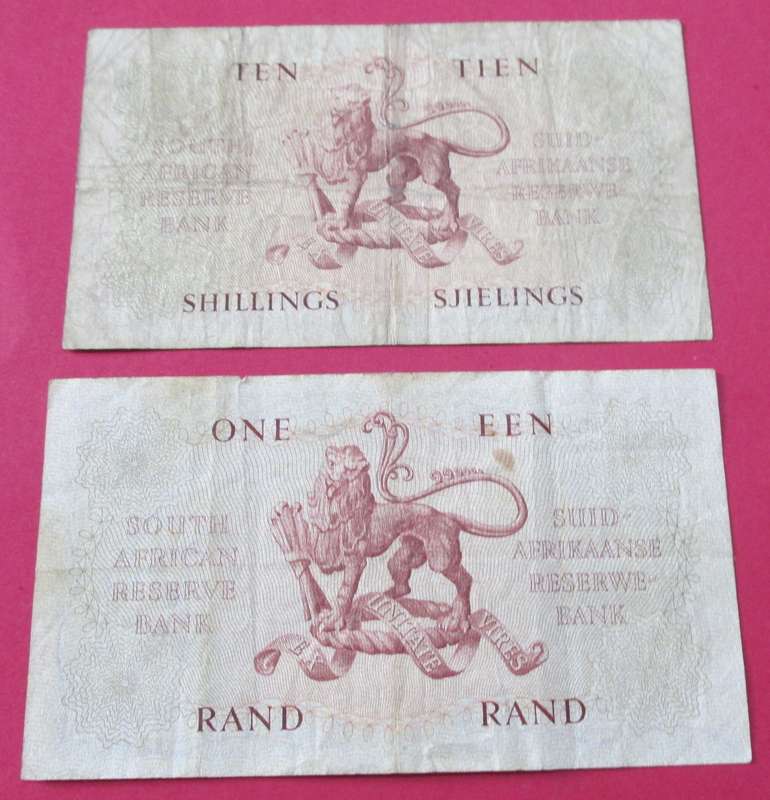 TEN TIEN
SOUTH
AFRICAN
RESERVE
BANK
SUID-
AFRIKAANSE
RESERWE-
BANK
EX UNITATE VIRES
SHILLINGS SJIELINGS
ONE EEN
SOUTH
AFRICAN
RESERVE
BANK
SUID-
AFRIKAANSE
RESERWE-
BANK
EX UNITATE VIRES
RAND RAND